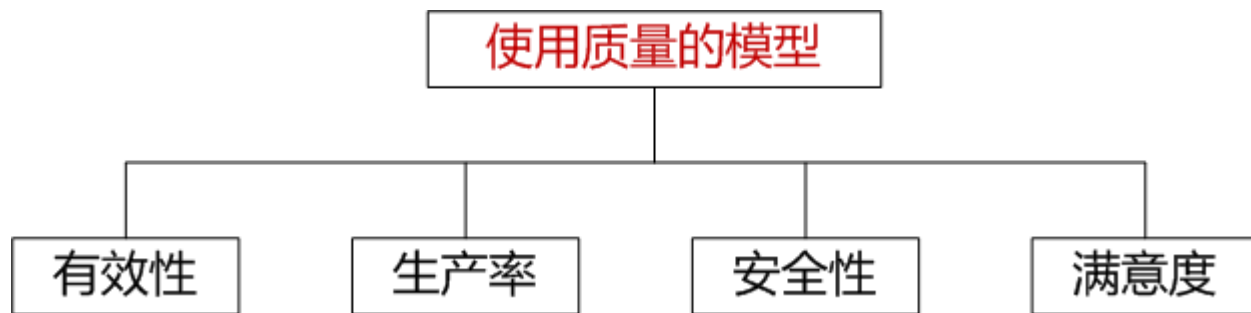 使用质量的模型
有效性
生产率
安全性
满意度